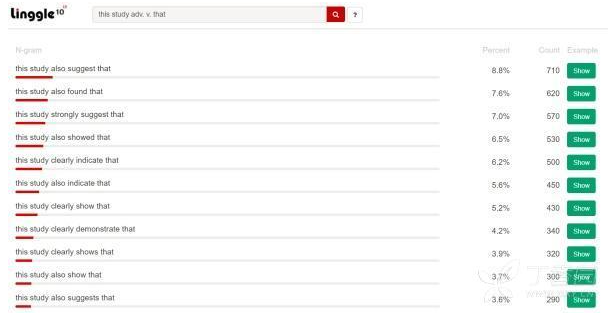 Linggle 10
this study adv. v. that
?
N-gram Percent Count Example
this study also suggest that 8.8% 710 Show
this study also found that 7.6% 620 Show
this study strongly suggest that 7.0% 570 Show
this study also showed that 6.5% 530 Show
this study clearly indicate that 6.2% 500 Show
this study also indicate that 5.6% 450 Show
this study clearly show that 5.2% 430 Show
this study clearly demonstrate that 4.2% 340 Show
this study clearly shows that 3.9% 320 Show
this study also show that 3.7% 300 Show
this study also suggests that 3.6% 290 Show